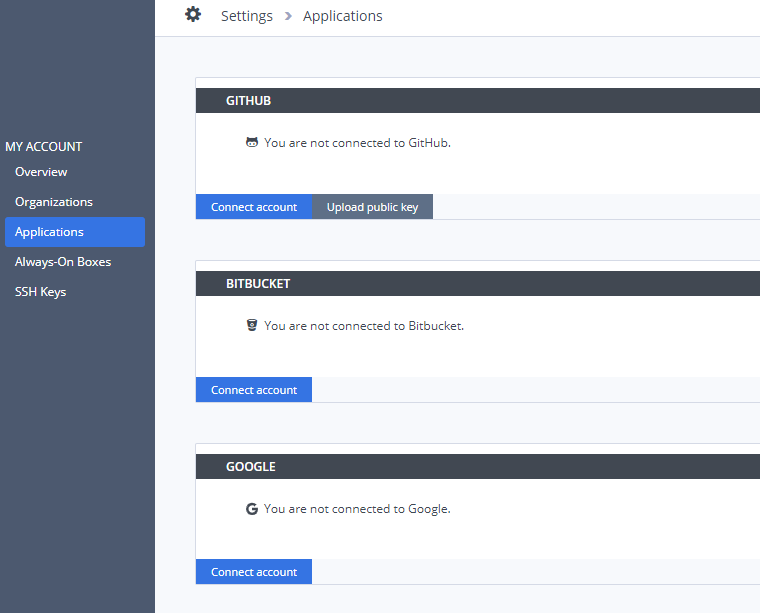 Settings > Applications
MY ACCOUNT
Overview
Organizations
Applications
Always-On Boxes
SSH Keys
GITHUB
You are not connected to GitHub.
Connect account Upload public key
BITBUCKET
You are not connected to Bitbucket.
Connect account
GOOGLE
You are not connected to Google.
Connect account